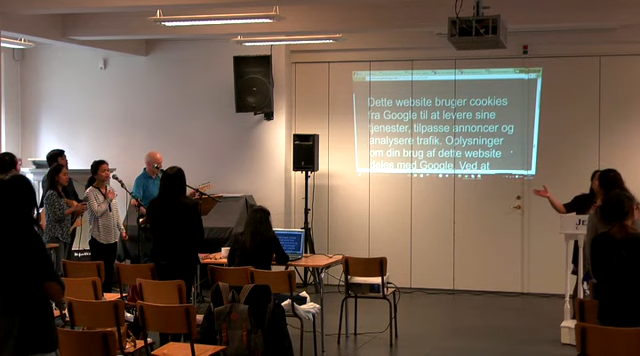 Dette website bruger cookies
fra Google til at levere sine
tjenester, tilpasse annoncer og
analysere trafik. Oplysninger
om din brug af dette website
deles med Google. Ved at
JE